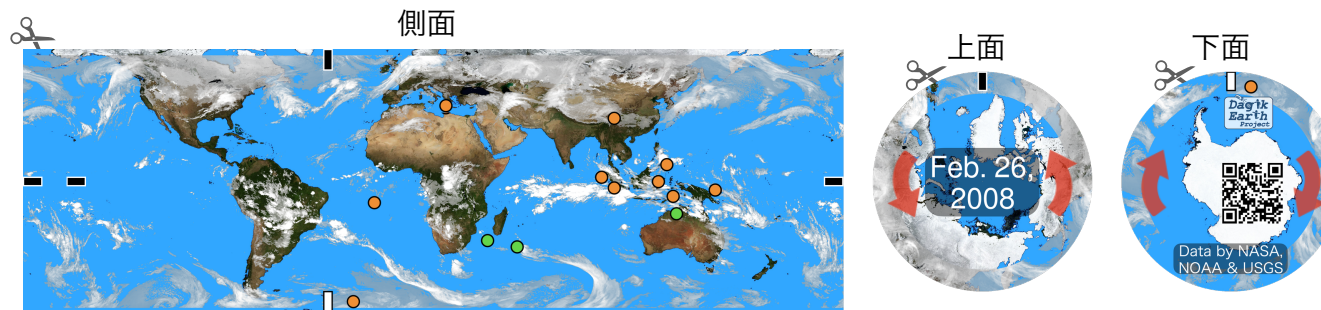 側面
上面
下面
Feb. 26,
2008
Dagik
Earth
Project
Data by NASA,
NOAA & USGS